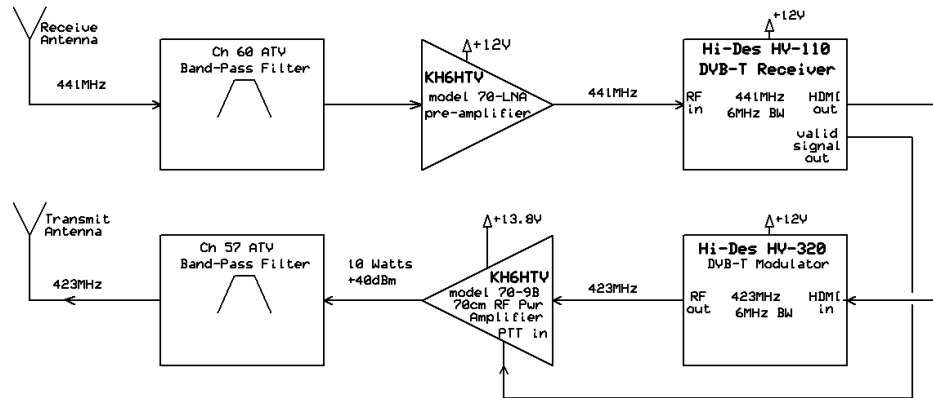 Receive
Antenna
441MHz
Ch 60 ATV
Band-Pass Filter
+12V
KH6HTV
model 70-LNA
pre-amplifier
441MHz
+12V
Hi-Des HV-110
DVB-T Receiver
RF
in
441MHz
6MHz BW
HDMI
out
valid
signal
out
Transmit
Antenna
423MHz
Ch 57 ATV
Band-Pass Filter
10 Watts
+40dBm
+13.8V
KH6HTV
model 70-9B
70cm RF Pwr
Amplifier
PTT in
423MHz
+12V
Hi-Des HV-320
DVB-T Modulator
RF
out
423MHz
6MHz BW
HDMI
in